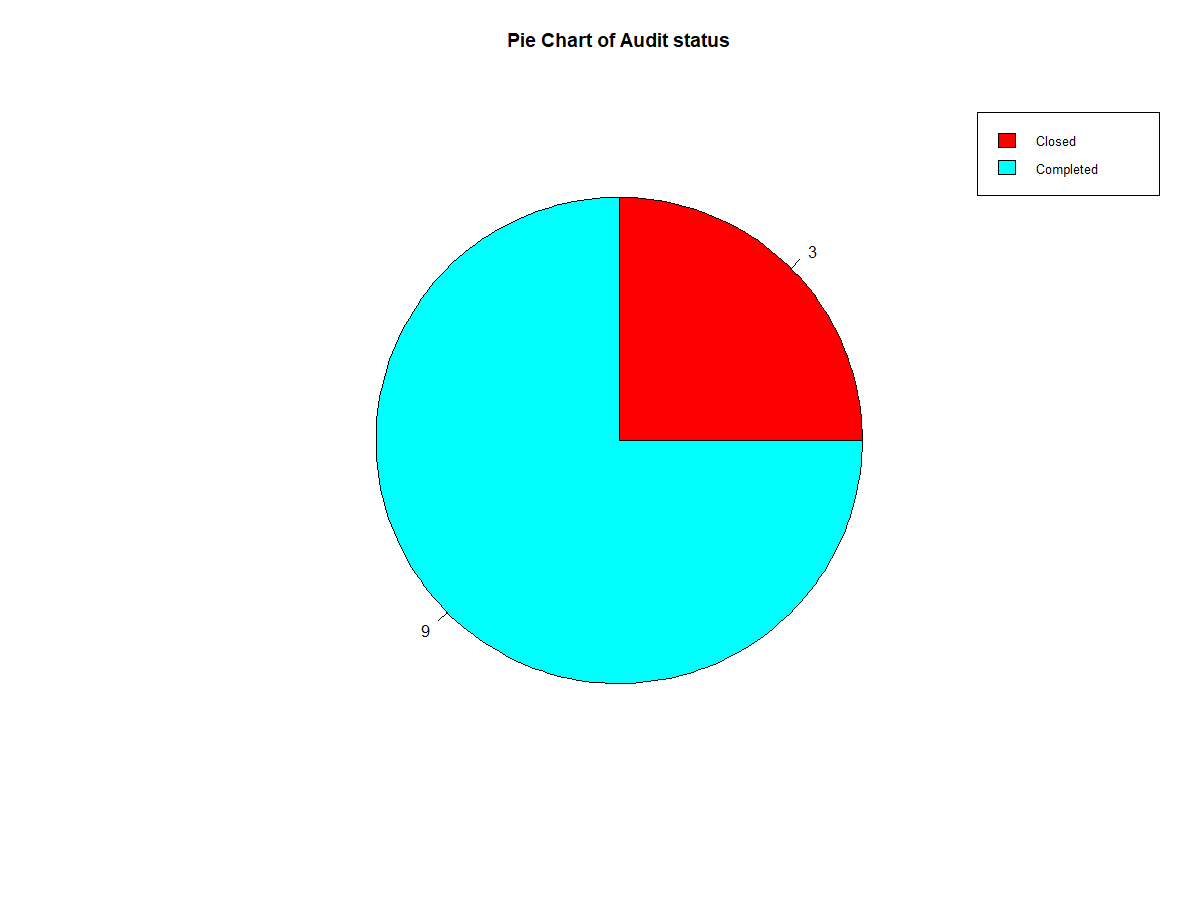 Pie Chart of Audit status
Closed
Completed
3
9